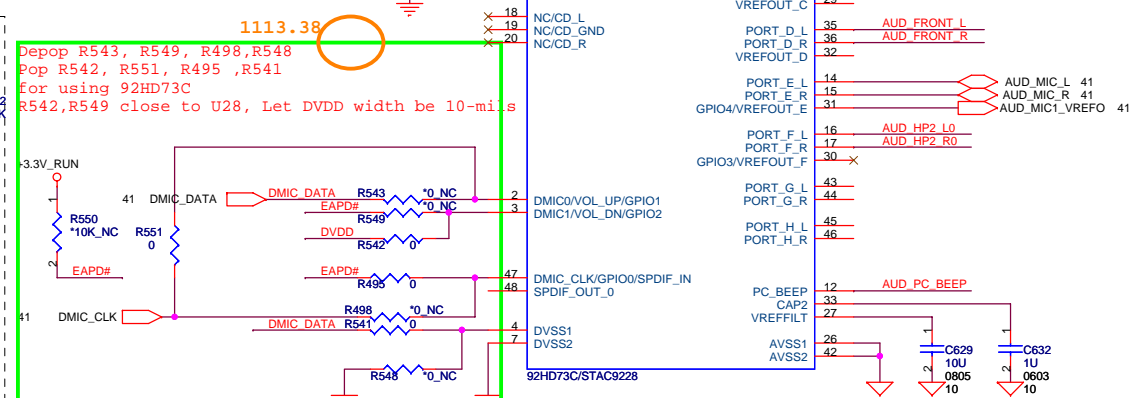 1113.38
Depop R543, R549, R498,R548
Pop R542, R551, R495 ,R541
for using 92HD73C
R542,R549 close to U28, Let DVDD width be 10-mils
+3.3V_RUN
1
R550
*10K_NC
2
EAPD#
41 DMIC_DATA
R551
0
41 DMIC_CLK
DMIC_DATA
R543
*0_NC
EAPD#
R549
*0_NC
DVDD
R542
0
EAPD#
R495
0
R498
*0_NC
DMIC_DATA
R541
0
R548
*0_NC
18 NC/CD_L
19 NC/CD_GND
20 NC/CD_R
2 DMIC0/VOL_UP/GPIO1
3 DMIC1/VOL_DN/GPIO2
47 DMIC_CLK/GPIO0/SPDIF_IN
48 SPDIF_OUT_0
4 DVSS1
7 DVSS2
92HD73C/STAC9228
VREFOUT_C 29
PORT_D_L 35 AUD_FRONT_L
PORT_D_R 36 AUD_FRONT_R
VREFOUT_D 32
PORT_E_L 14 AUD_MIC_L 41
PORT_E_R 15 AUD_MIC_R 41
GPIO4/VREFOUT_E 31 AUD_MIC1_VREFO 41
PORT_F_L 16 AUD_HP2_L0
PORT_F_R 17 AUD_HP2_R0
GPIO3/VREFOUT_F 30
PORT_G_L 43
PORT_G_R 44
PORT_H_L 45
PORT_H_R 46
PC_BEEP 12 AUD_PC_BEEP
CAP2 33
VREFFILT 27
AVSS1 26
AVSS2 42
1
C629
10U
0805
10
2
1
C632
1U
0603
10
2